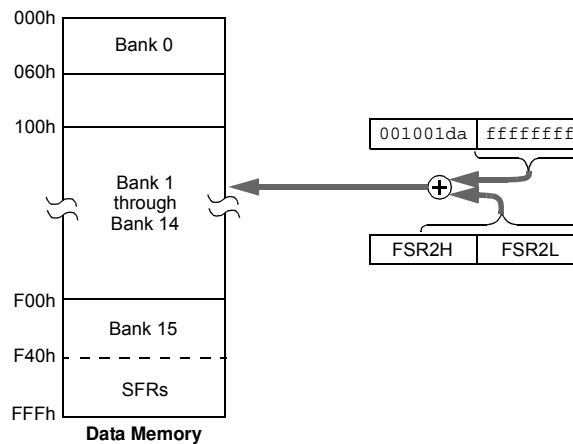 000h
Bank 0
060h
100h
001001da ffffffff
Bank 1
through
Bank 14
FSR2H FSR2L
F00h
Bank 15
F40h
SFRs
FFFh
Data Memory